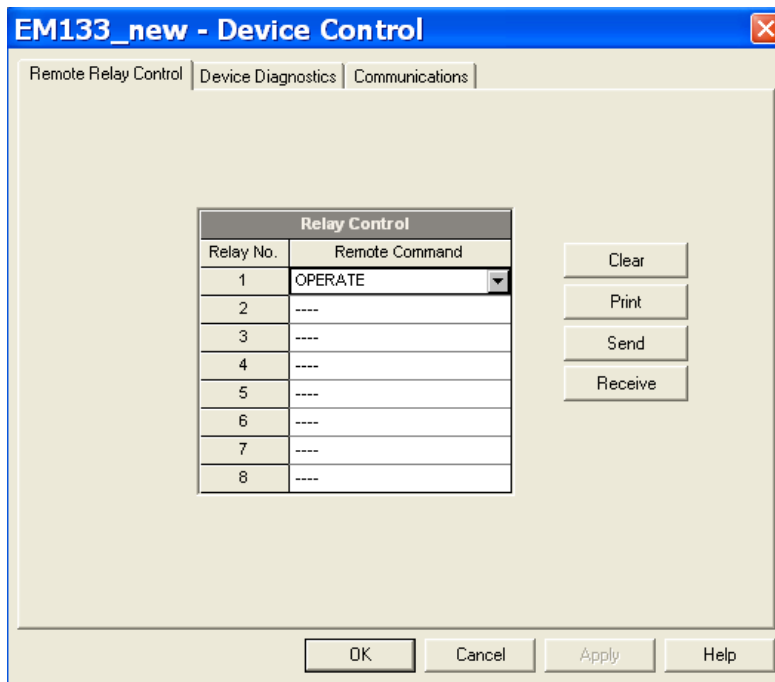 EM133_new - Device Control
Remote Relay Control Device Diagnostics Communications
Relay Control
Relay No. Remote Command
1 OPERATE
2 ----
3 ----
4 ----
5 ----
6 ----
7 ----
8 ----
Clear
Print
Send
Receive
OK Cancel Apply Help